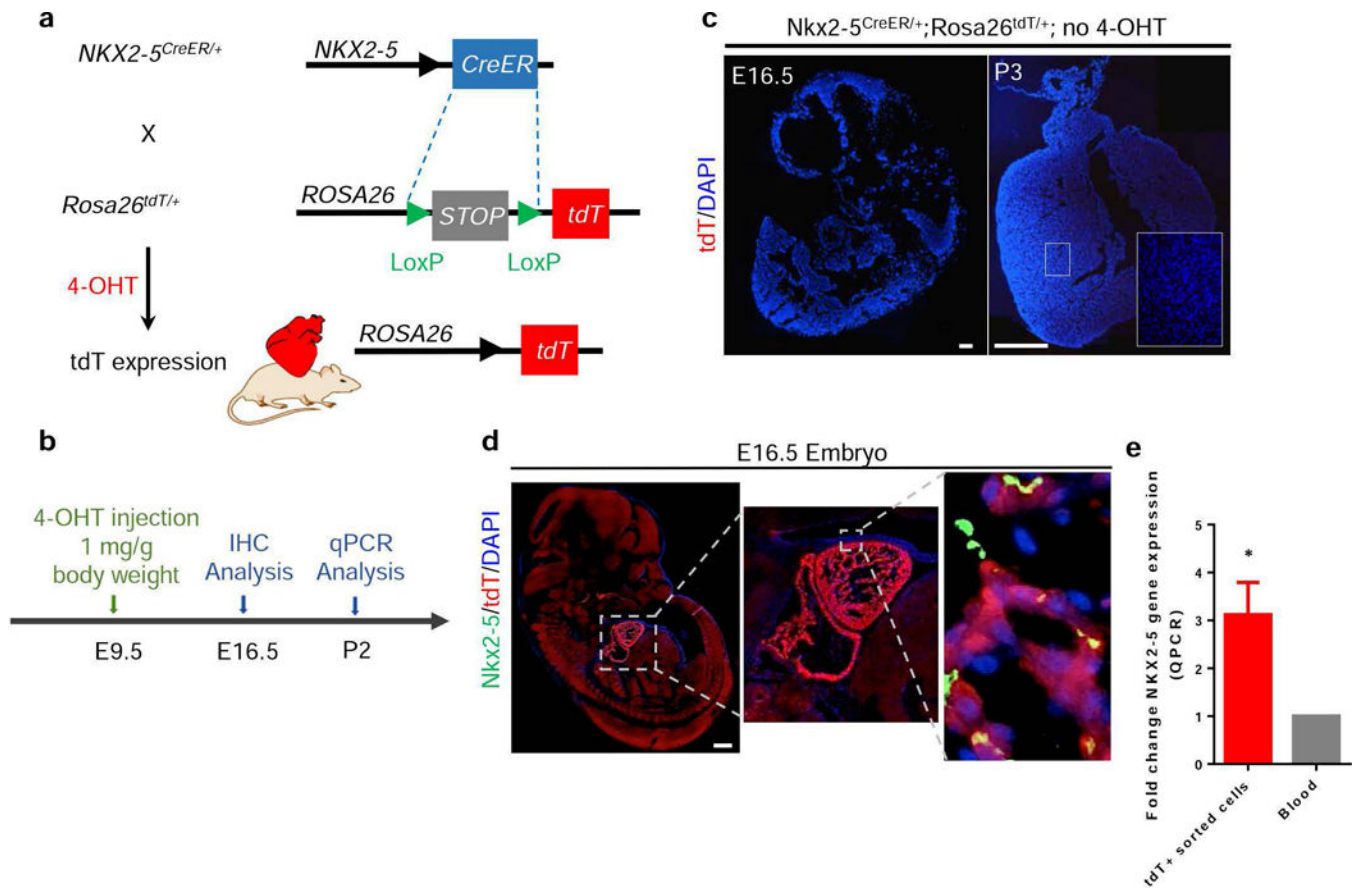 a
NKX2-5CreER/+
X
Rosa26tdT/+
4-OHT
tdT expression
NKX2-5
CreER
ROSA26
STOP
tdT
LoxP
LoxP
ROSA26
tdT
b
4-OHT injection
1 mg/g
body weight
IHC
Analysis
qPCR
Analysis
E9.5
E16.5
P2
c
Nkx2-5CreER/+;Rosa26tdT/+; no 4-OHT
tdT/DAPI
E16.5
P3
d
E16.5 Embryo
Nkx2-5/tdT/DAPI
e
Fold change NKX2-5 gene expression
(QPCR)
5
4
3
2
1
0
*
tdT+ sorted cells
Blood